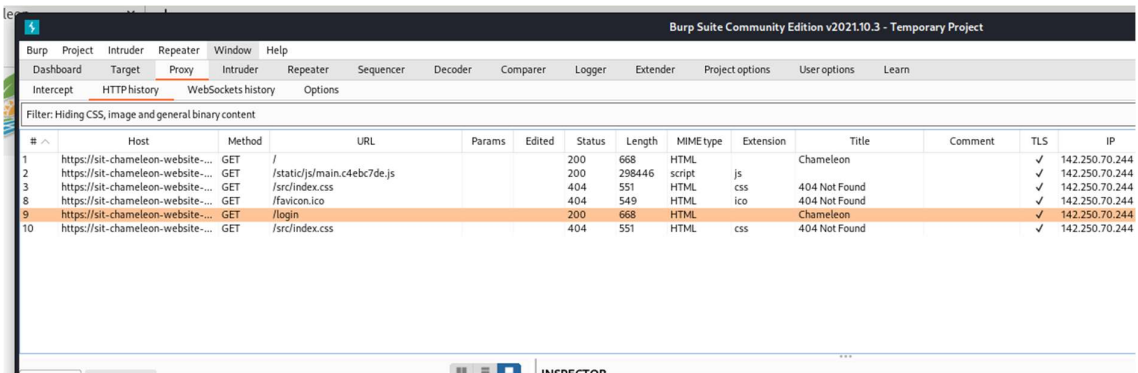 leon
Burp Suite Community Edition v2021.10.3 - Temporary Project
Burp Project Intruder Repeater Window Help
Dashboard Target Proxy Intruder Repeater Sequencer Decoder Comparer Logger Extender Project options User options Learn
Intercept HTTP history WebSockets history Options
Filter: Hiding CSS, image and general binary content
# Host Method URL Params Edited Status Length MIME type Extension Title Comment TLS IP
1 https://sit-chameleon-website-... GET / 200 668 HTML Chameleon ✓ 142.250.70.244
2 https://sit-chameleon-website-... GET /static/js/main.c4ebc7de.js 200 298446 script js ✓ 142.250.70.244
3 https://sit-chameleon-website-... GET /src/index.css 404 551 HTML css 404 Not Found ✓ 142.250.70.244
8 https://sit-chameleon-website-... GET /favicon.ico 404 549 HTML ico 404 Not Found ✓ 142.250.70.244
9 https://sit-chameleon-website-... GET /login 200 668 HTML Chameleon ✓ 142.250.70.244
10 https://sit-chameleon-website-... GET /src/index.css 404 551 HTML css 404 Not Found ✓ 142.250.70.244
INSPECTOR